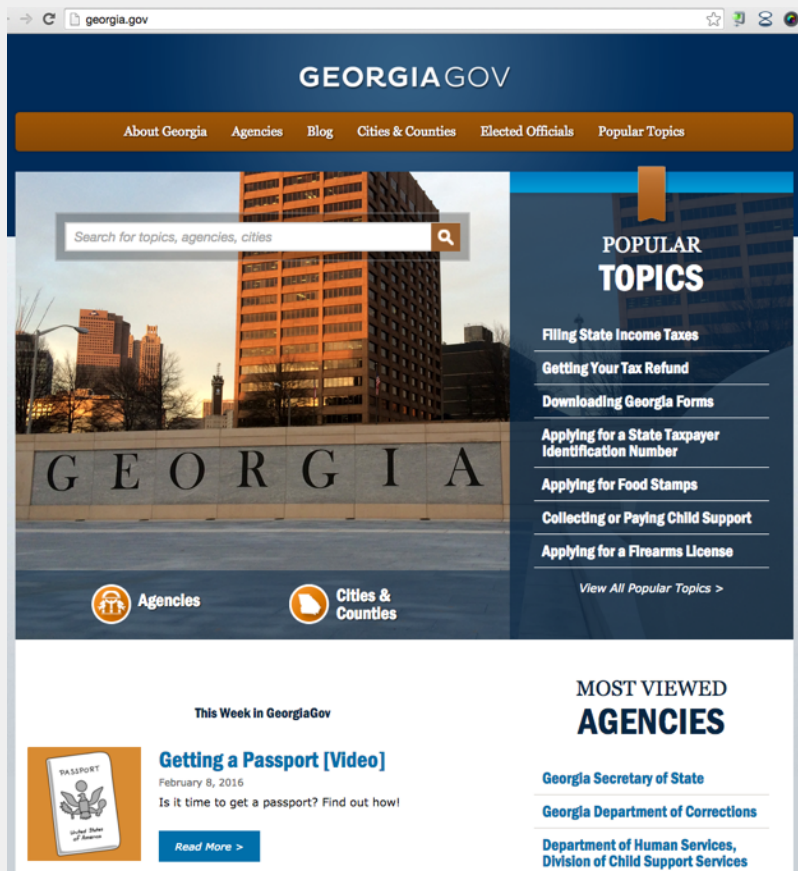 georgia.gov
GEORGIAGOV
About Georgia Agencies Blog Cities & Counties Elected Officials Popular Topics
Search for topics, agencies, cities
GEORGIA
Agencies
Cities &
Counties
POPULAR
TOPICS
Filing State Income Taxes
Getting Your Tax Refund
Downloading Georgia Forms
Applying for a State Taxpayer
Identification Number
Applying for Food Stamps
Collecting or Paying Child Support
Applying for a Firearms License
View All Popular Topics >
This Week in GeorgiaGov
PASSPORT
United States
of America
Getting a Passport [Video]
February 8, 2016
Is it time to get a passport? Find out how!
Read More >
MOST VIEWED
AGENCIES
Georgia Secretary of State
Georgia Department of Corrections
Department of Human Services,
Division of Child Support Services